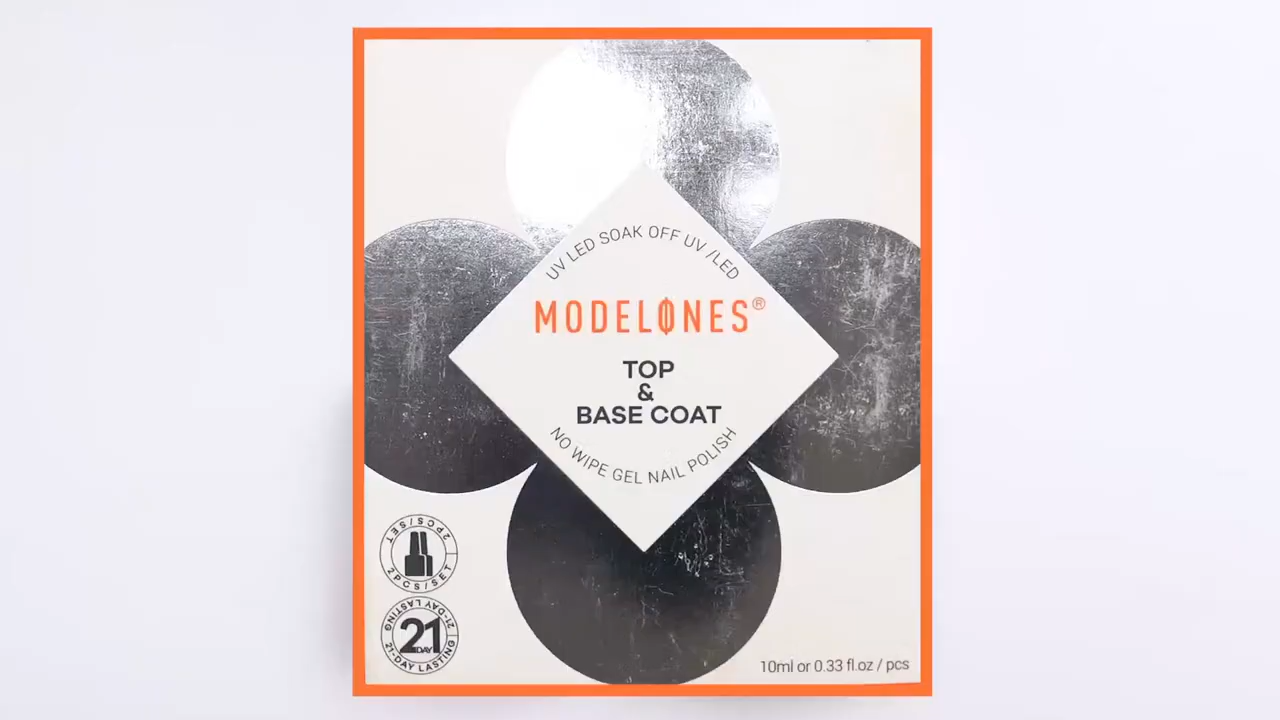 UV LED SOAK OFF UV /LED
MODELONES®
TOP
&
BASE COAT
NO WIPE GEL NAIL POLISH
2PCS/SET
2PCS/SET
21-DAY LASTING
21 DAY
21-DAY LASTING
10ml or 0.33 fl.oz / pcs